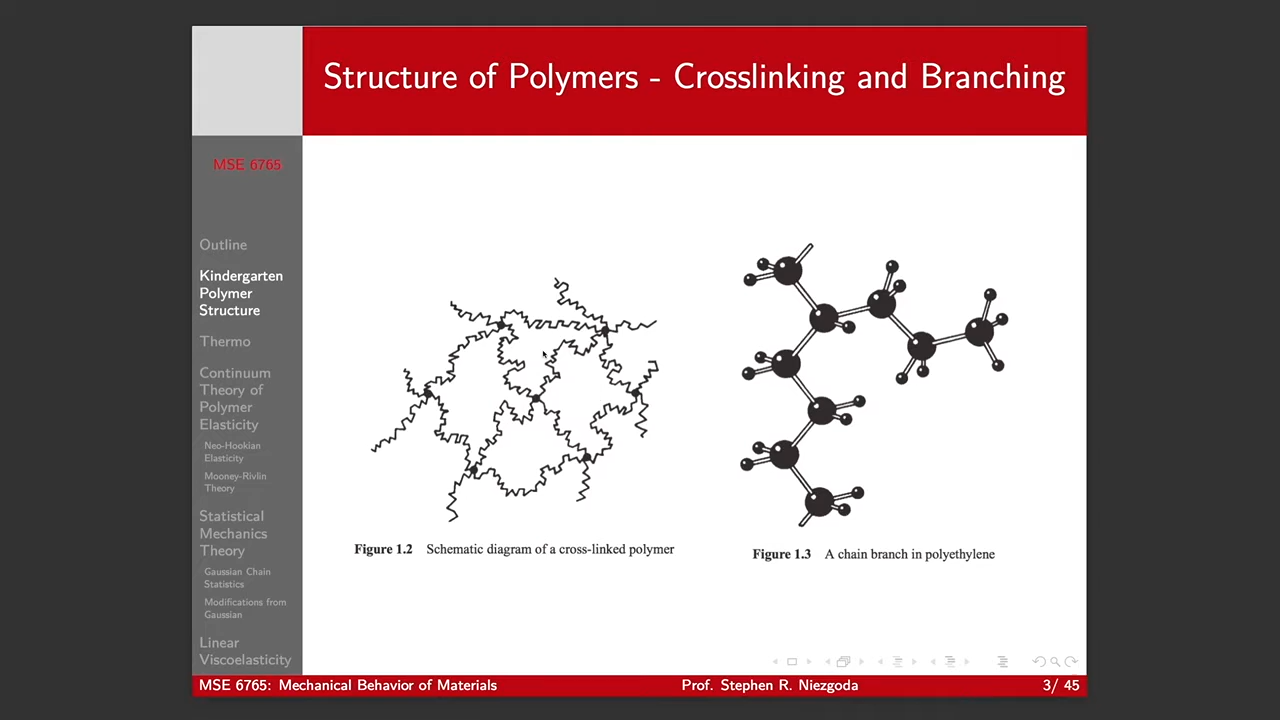 Structure of Polymers - Crosslinking and Branching
MSE 6765
Outline
Kindergarten
Polymer
Structure
Thermo
Continuum
Theory of
Polymer
Elasticity
Neo-Hookian
Elasticity
Mooney-Rivlin
Theory
Statistical
Mechanics
Theory
Gaussian Chain
Statistics
Modifications from
Gaussian
Linear
Viscoelasticity
Figure 1.2 Schematic diagram of a cross-linked polymer
Figure 1.3 A chain branch in polyethylene
MSE 6765: Mechanical Behavior of Materials
Prof. Stephen R. Niezgoda
3/ 45